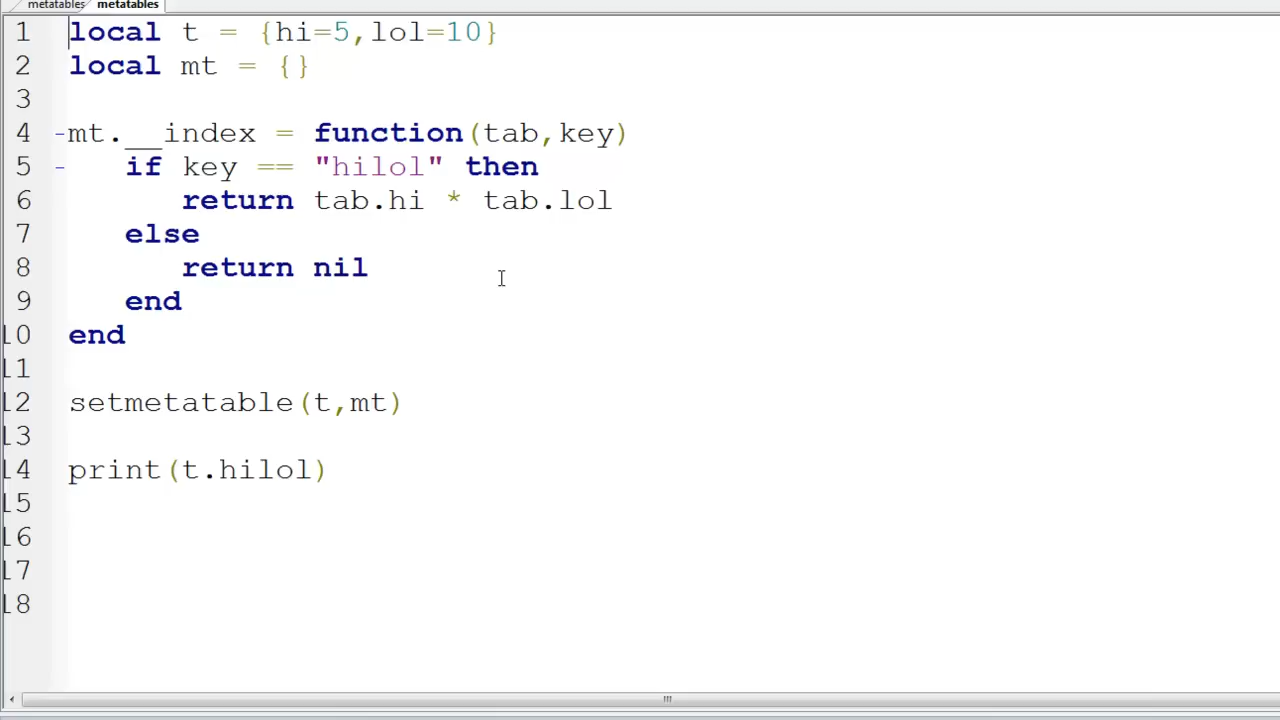 metatables metatables
1 local t = {hi=5,lol=10}
2 local mt = {}
3
4 -mt.__index = function(tab,key)
5 - if key == "hilol" then
6 return tab.hi * tab.lol
7 else
8 return nil
9 end
10 end
11
12 setmetatable(t,mt)
13
14 print(t.hilol)
15
16
17
18